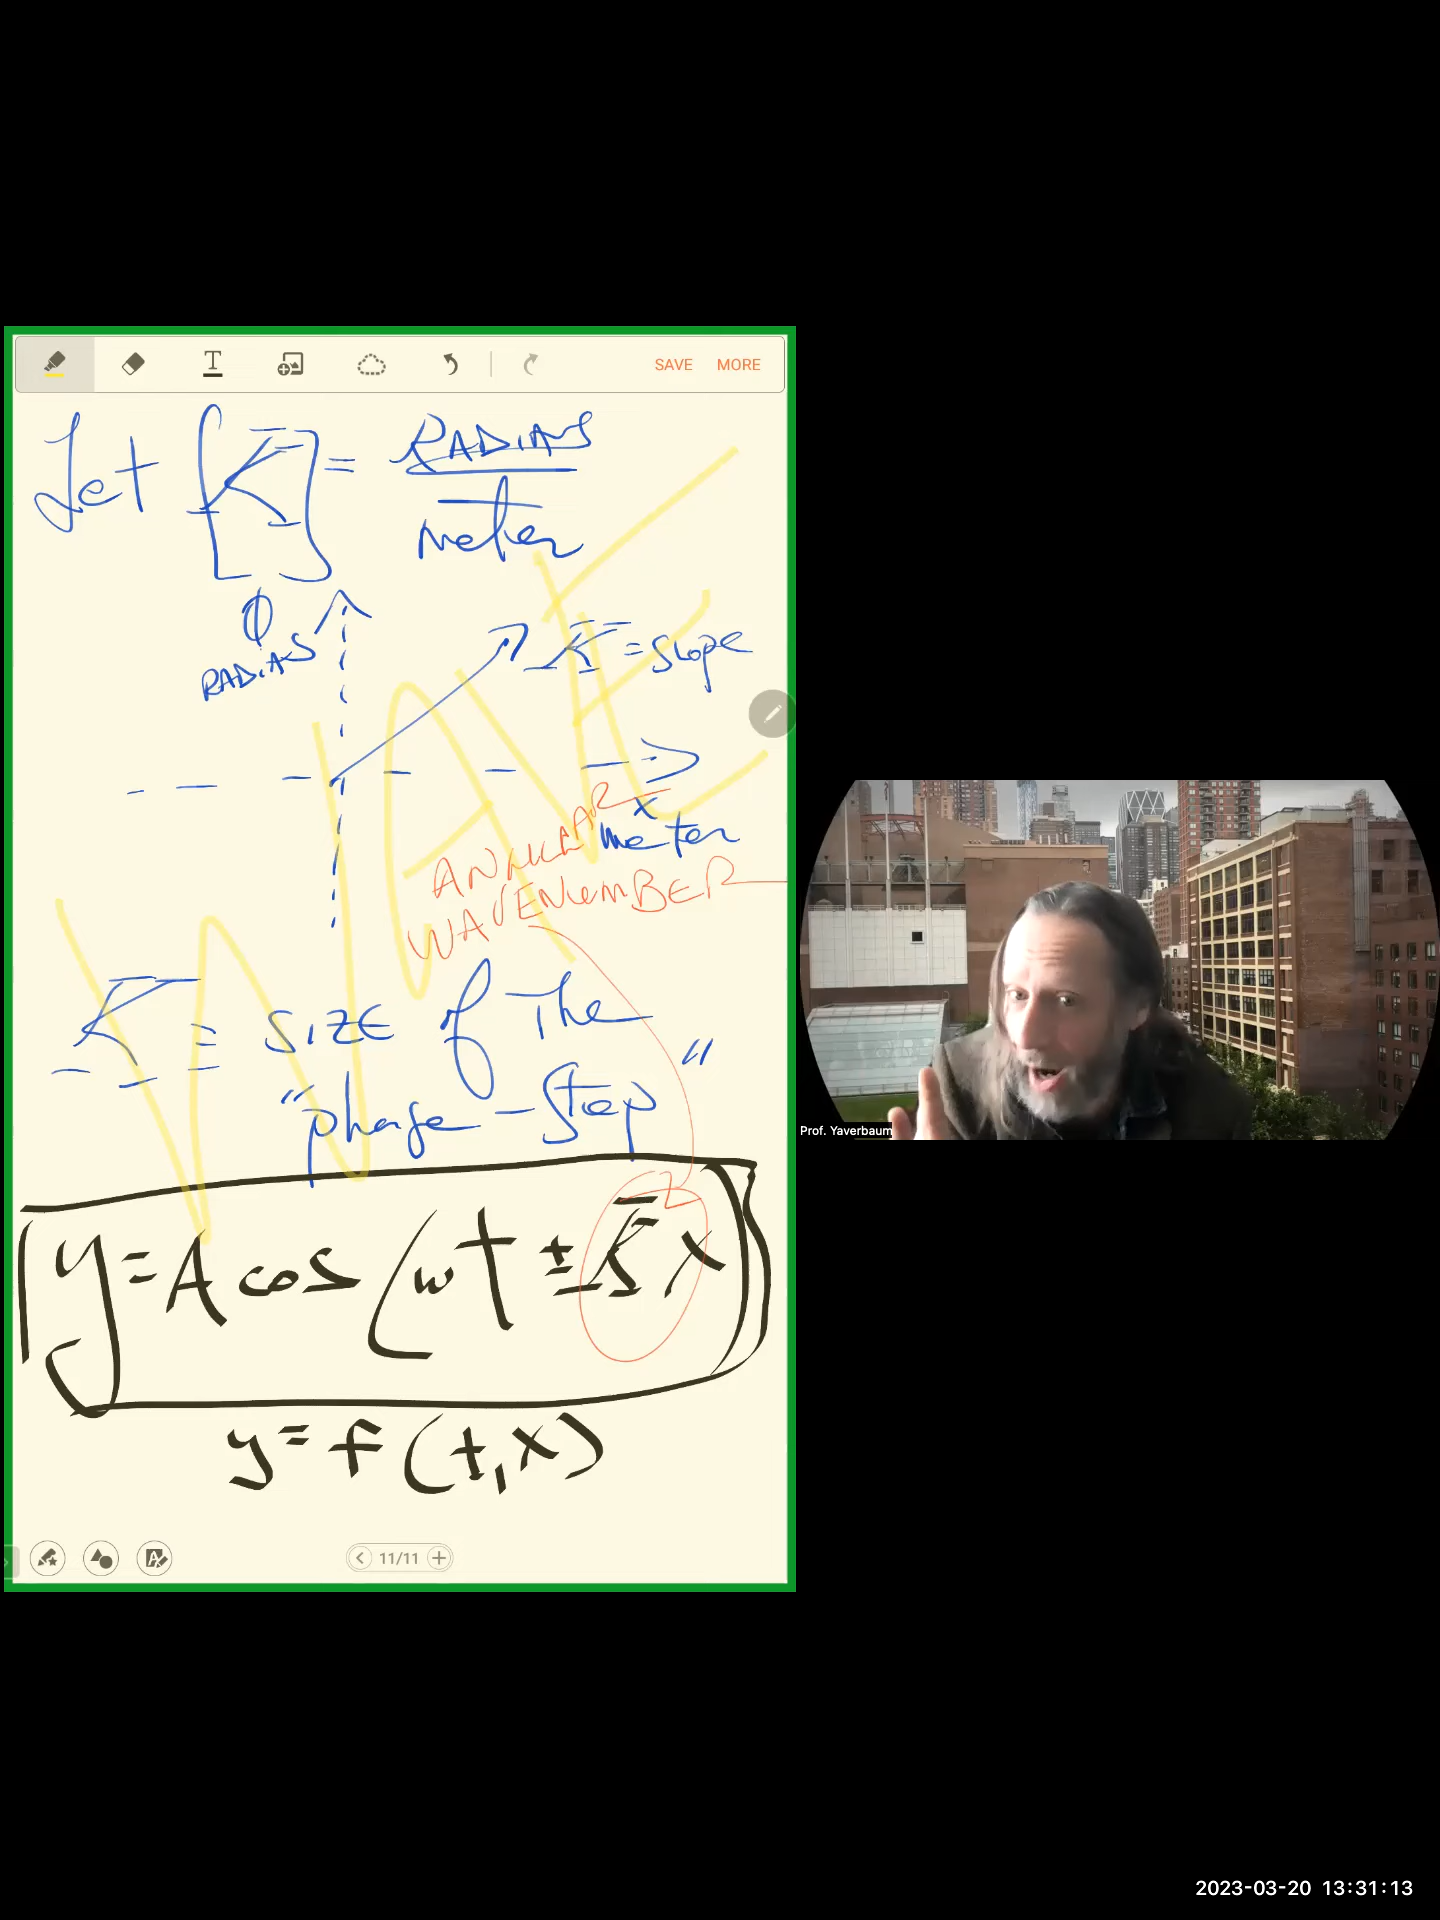 T SAVE MORE
Let [K] = RADIANS
meter
ϕ
RADIANS
K = slope
x
meter
ANGULAR
WAVENUMBER
WAVE
K ≡ SIZE of The
"phase-Step"
y = A cos (ωt ± Kx)
y = f(t,x)
11/11
Prof. Yaverbaum
2023-03-20 13:31:13